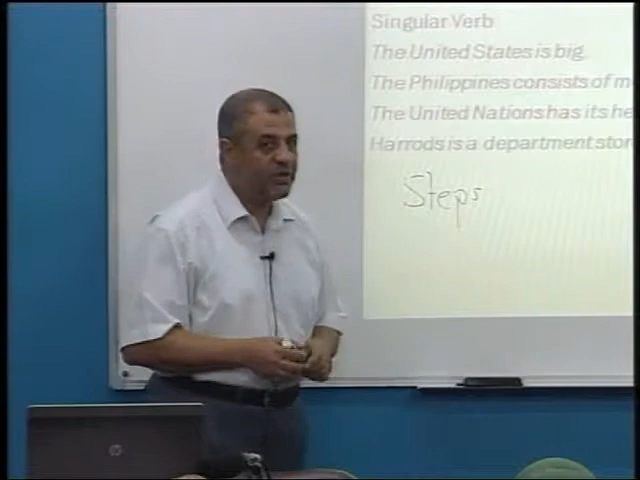 Singular Verb
The United States is big.
The Philippines consists of m
The United Nations has its he
Harrods is a department stor
Steps
hp